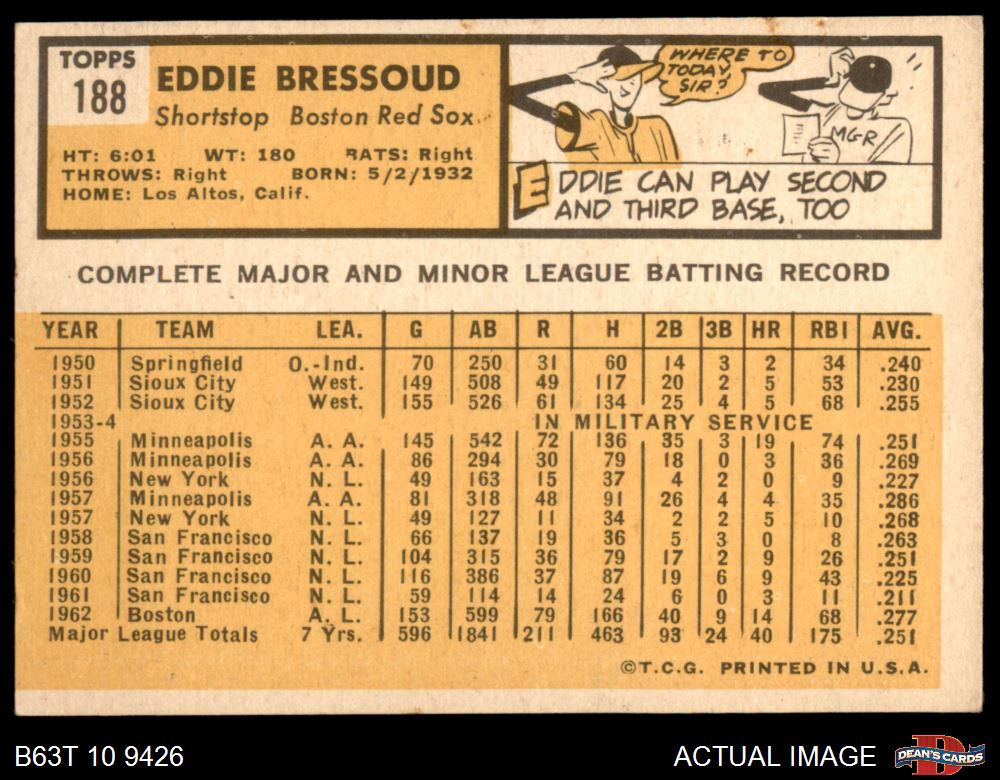 TOPPS
188
EDDIE BRESSOUD
Shortstop Boston Red Sox
HT: 6:01 WT: 180 BATS: Right
THROWS: Right BORN: 5/2/1932
HOME: Los Altos, Calif.
WHERE TO
TODAY,
SIR?
MGR
EDDIE CAN PLAY SECOND
AND THIRD BASE, TOO
COMPLETE MAJOR AND MINOR LEAGUE BATTING RECORD
YEAR TEAM LEA. G AB R H 2B 3B HR RBI AVG.
1950 Springfield O.-Ind. 70 250 31 60 14 3 2 34 .240
1951 Sioux City West. 149 508 49 117 20 2 5 53 .230
1952 Sioux City West. 155 526 61 134 25 4 5 68 .255
1953-4 IN MILITARY SERVICE
1955 Minneapolis A. A. 145 542 72 136 35 3 19 74 .251
1956 Minneapolis A. A. 86 294 30 79 18 0 3 36 .269
1956 New York N. L. 49 163 15 37 4 2 0 9 .227
1957 Minneapolis A. A. 81 318 48 91 26 4 4 35 .286
1957 New York N. L. 49 127 11 34 2 2 5 10 .268
1958 San Francisco N. L. 66 137 19 36 5 3 0 8 .263
1959 San Francisco N. L. 104 315 36 79 17 2 9 26 .251
1960 San Francisco N. L. 116 386 37 87 19 6 9 43 .225
1961 San Francisco N. L. 59 114 14 24 6 0 3 11 .211
1962 Boston A. L. 153 599 79 166 40 9 14 68 .277
Major League Totals 7 Yrs. 596 1841 211 463 93 24 40 175 .251
©T.C.G. PRINTED IN U.S.A.
B63T 10 9426
ACTUAL IMAGE
D
DEAN'S CARDS